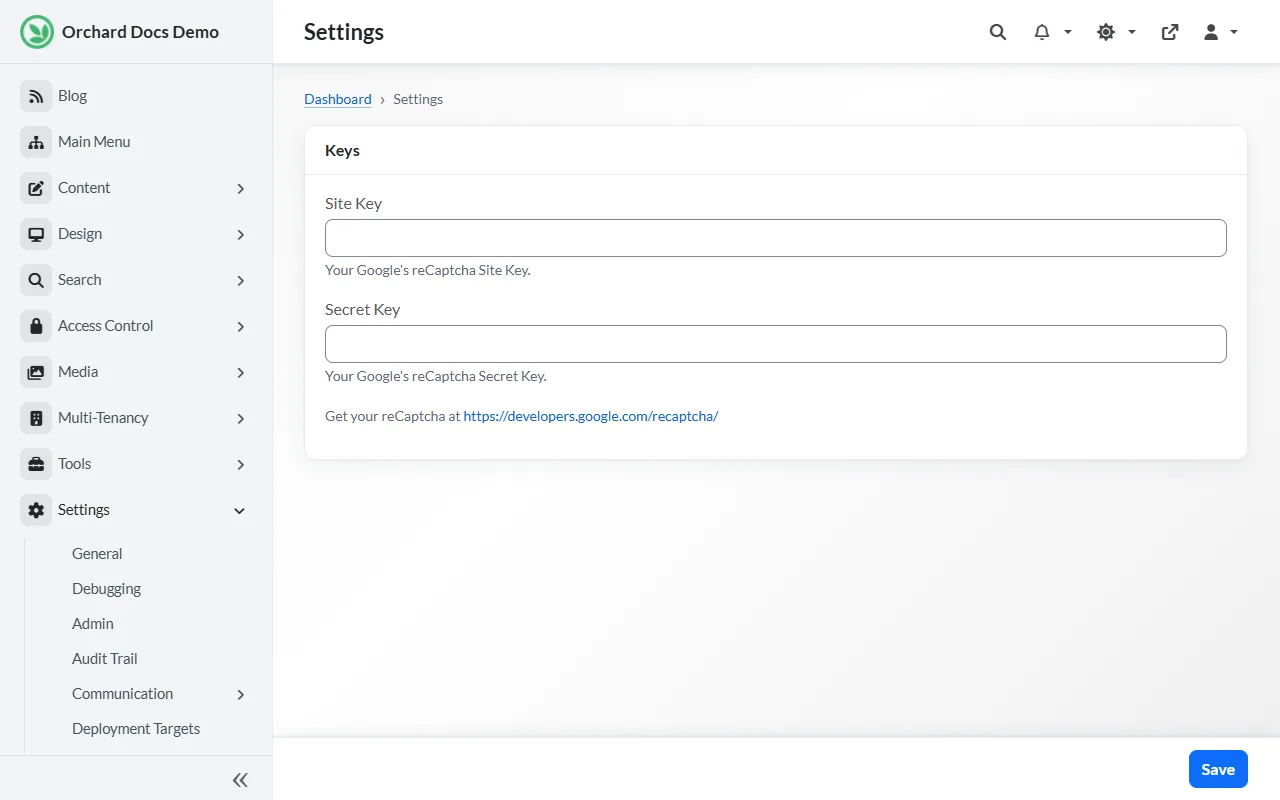 Orchard Docs Demo
Settings
Blog
Main Menu
Content
Design
Search
Access Control
Media
Multi-Tenancy
Tools
Settings
General
Debugging
Admin
Audit Trail
Communication
Deployment Targets
Dashboard › Settings
Keys
Site Key
Your Google's reCaptcha Site Key.
Secret Key
Your Google's reCaptcha Secret Key.
Get your reCaptcha at https://developers.google.com/recaptcha/
Save